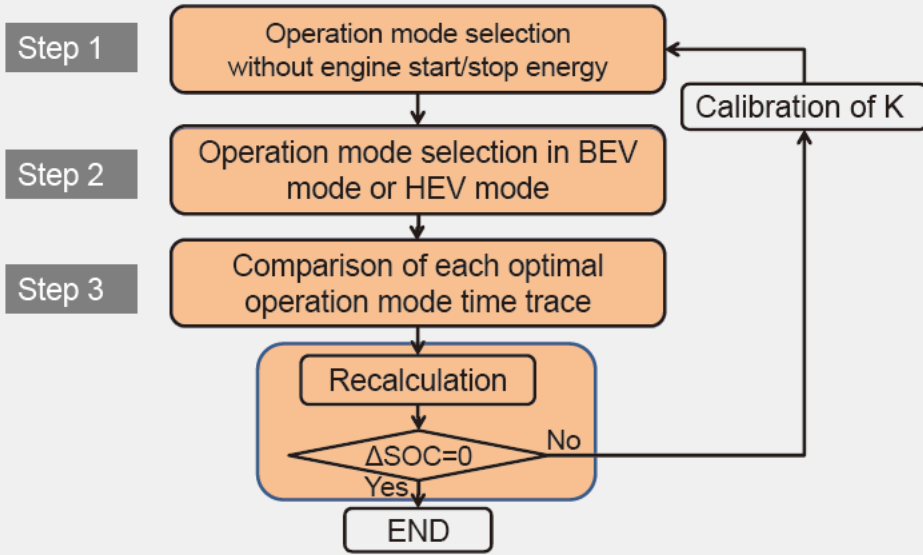 Step 1
Operation mode selection
without engine start/stop energy
Calibration of K
Step 2
Operation mode selection in BEV
mode or HEV mode
Step 3
Comparison of each optimal
operation mode time trace
Recalculation
ΔSOC=0
No
Yes
END